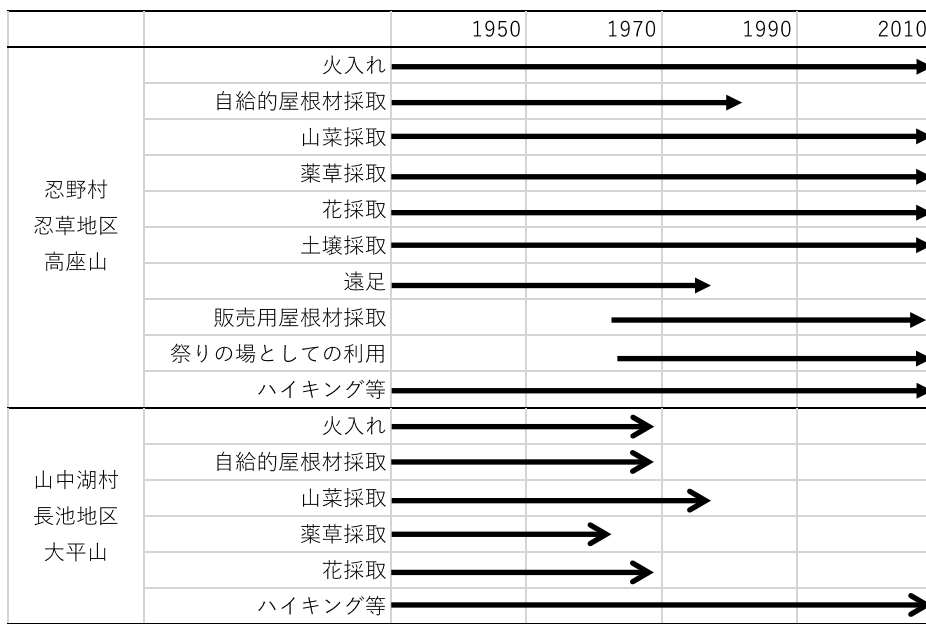 1950 1970 1990 2010
忍野村
忍草地区
高座山
火入れ
自給的屋根材採取
山菜採取
薬草採取
花採取
土壌採取
遠足
販売用屋根材採取
祭りの場としての利用
ハイキング等
山中湖村
長池地区
大平山
火入れ
自給的屋根材採取
山菜採取
薬草採取
花採取
ハイキング等